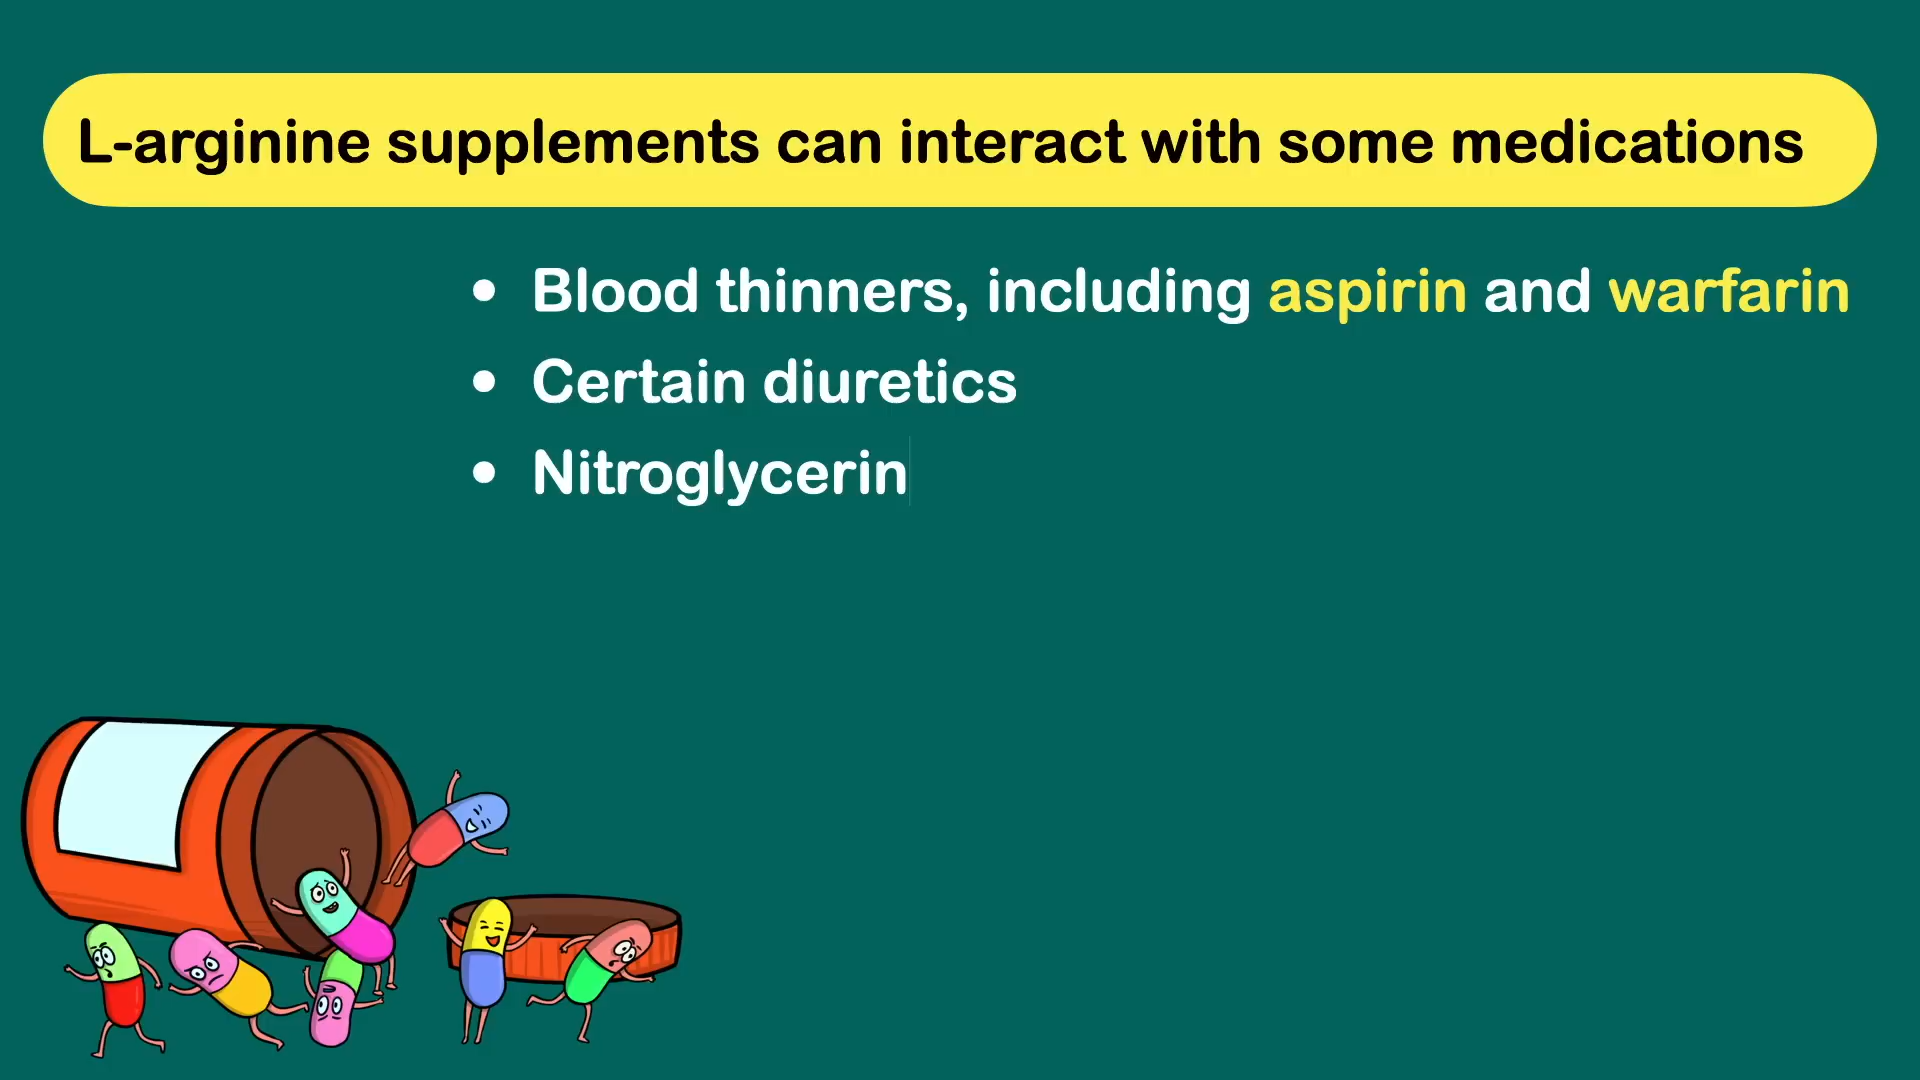 L-arginine supplements can interact with some medications
• Blood thinners, including aspirin and warfarin
• Certain diuretics
• Nitroglycerin